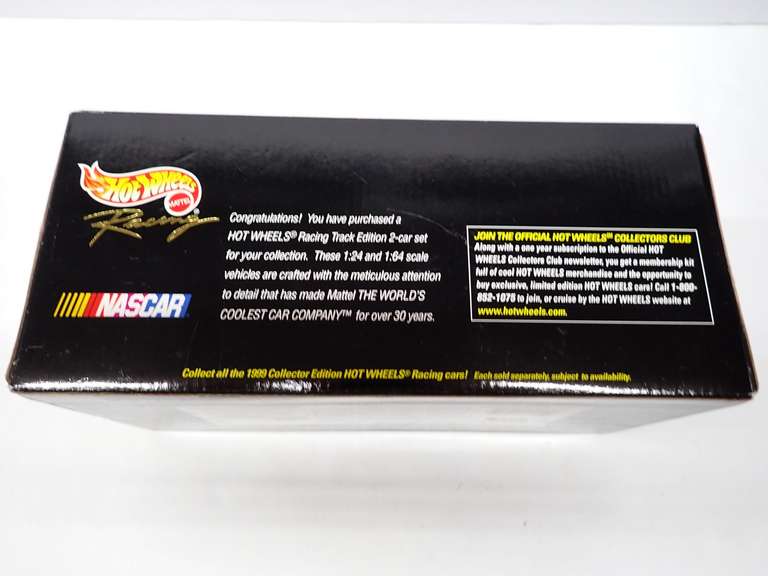 HOT WHEELS
MATTEL
Racing
NASCAR
Congratulations! You have purchased a
HOT WHEELS® Racing Track Edition 2-car set
for your collection. These 1:24 and 1:64 scale
vehicles are crafted with the meticulous attention
to detail that has made Mattel THE WORLD'S
COOLEST CAR COMPANY™ for over 30 years.
JOIN THE OFFICIAL HOT WHEELS℠ COLLECTORS CLUB
Along with a one year subscription to the Official HOT
WHEELS Collectors Club newsletter, you get a membership kit
full of cool HOT WHEELS merchandise and the opportunity to
buy exclusive, limited edition HOT WHEELS cars! Call 1-800-
852-1075 to join, or cruise by the HOT WHEELS website at
www.hotwheels.com.
Collect all the 1999 Collector Edition HOT WHEELS® Racing cars! Each sold separately, subject to availability.